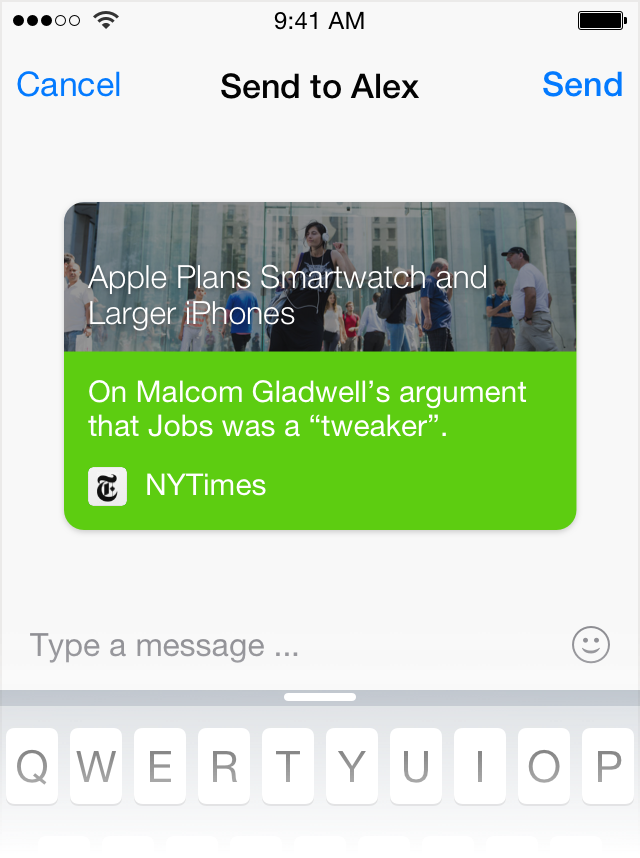 9:41 AM
Cancel
Send to Alex
Send
Apple Plans Smartwatch and
Larger iPhones
On Malcom Gladwell’s argument
that Jobs was a “tweaker”.
T
NYTimes
Type a message ...
Q W E R T Y U I O P